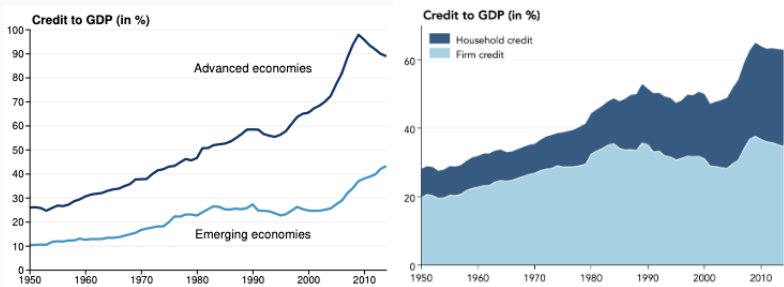 Credit to GDP (in %)
100
90
80
70
60
50
40
30
20
10
0
Advanced economies
Emerging economies
1950 1960 1970 1980 1990 2000 2010
Credit to GDP (in %)
Household credit
Firm credit
60
40
20
0
1950 1960 1970 1980 1990 2000 2010